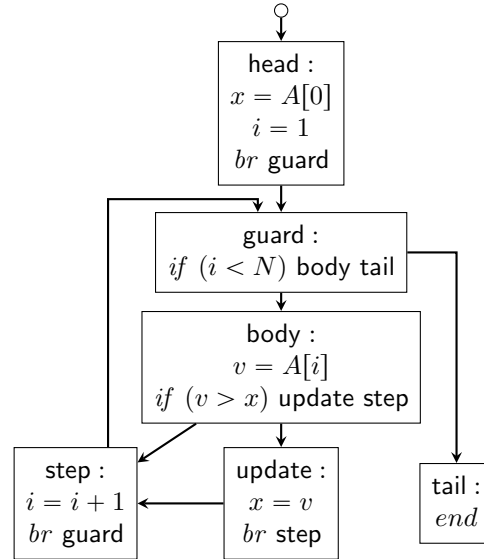 head :
x = A[0]
i = 1
br guard
guard :
if (i < N) body tail
body :
v = A[i]
if (v > x) update step
step :
i = i + 1
br guard
update :
x = v
br step
tail :
end